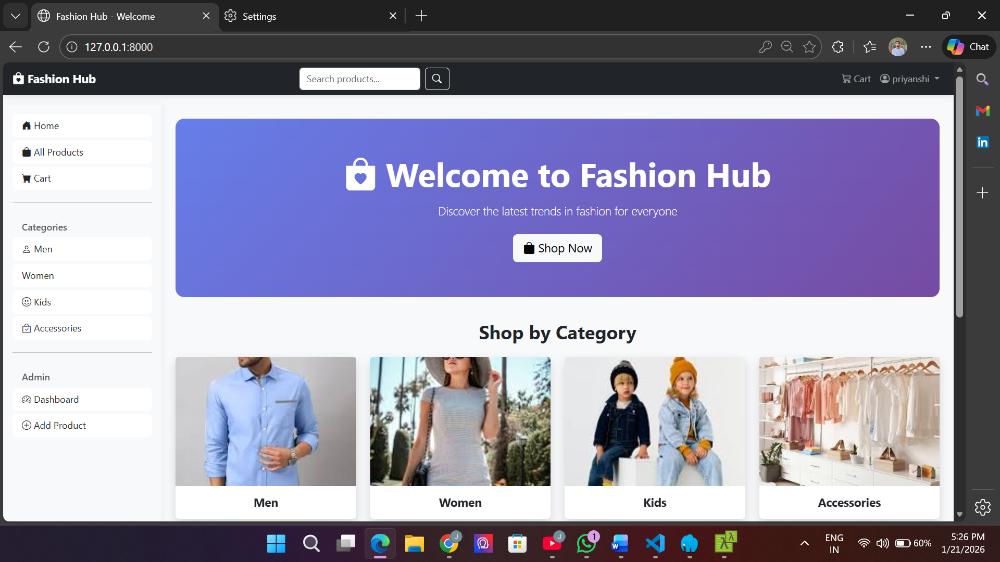 Fashion Hub - Welcome
Settings
127.0.0.1:8000
Chat
Fashion Hub
Search products...
Cart
priyanshi
Home
All Products
Cart
Categories
Men
Women
Kids
Accessories
Admin
Dashboard
Add Product
Welcome to Fashion Hub
Discover the latest trends in fashion for everyone
Shop Now
Shop by Category
Men
Women
Kids
Accessories
J
J
1
W
λ
λ
ENG
IN
60%
5:26 PM
1/21/2026